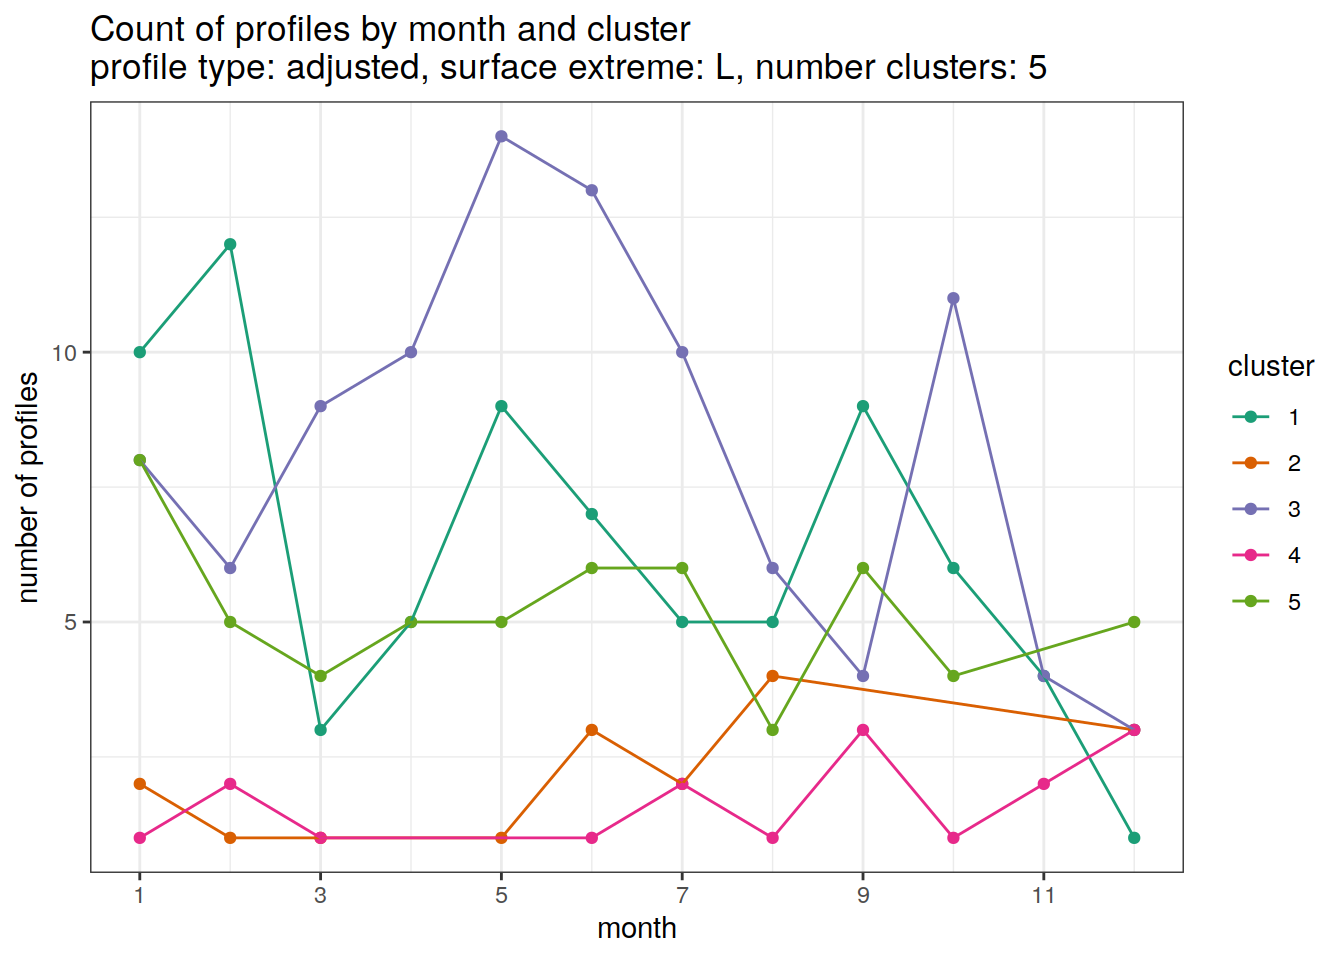 Count of profiles by month and cluster
profile type: adjusted, surface extreme: L, number clusters: 5
number of profiles
10
5
1
3
5
7
9
11
month
cluster
1
2
3
4
5